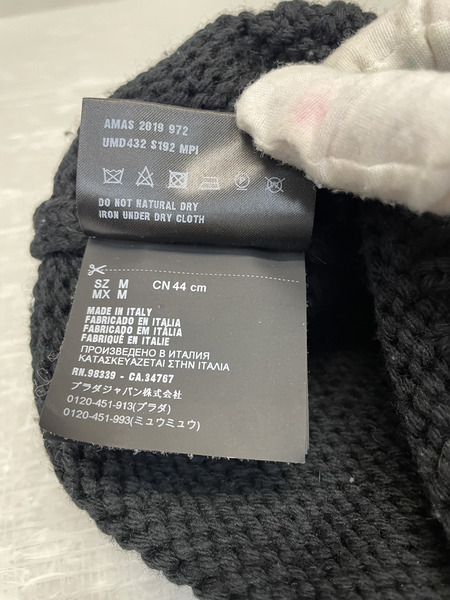 AMAS 2019 972
UMD432 S192 MPI
DO NOT NATURAL DRY
IRON UNDER DRY CLOTH
SZ M CN 44 cm
MX M
MADE IN ITALY
FABRICADO EN ITALIA
FABRICADO EM ITÁLIA
FABRIQUÉ EN ITALIE
ПРОИЗВЕДЕНО В ИТАЛИЯ
ΚΑΤΑΣΚΕΥΑΖΕΤΑΙ ΣΤΗΝ ΙΤΑΛΙΑ
RN.98339 - CA.34767
プラダジャパン株式会社
0120-451-913(プラダ)
0120-451-993(ミュウミュウ)